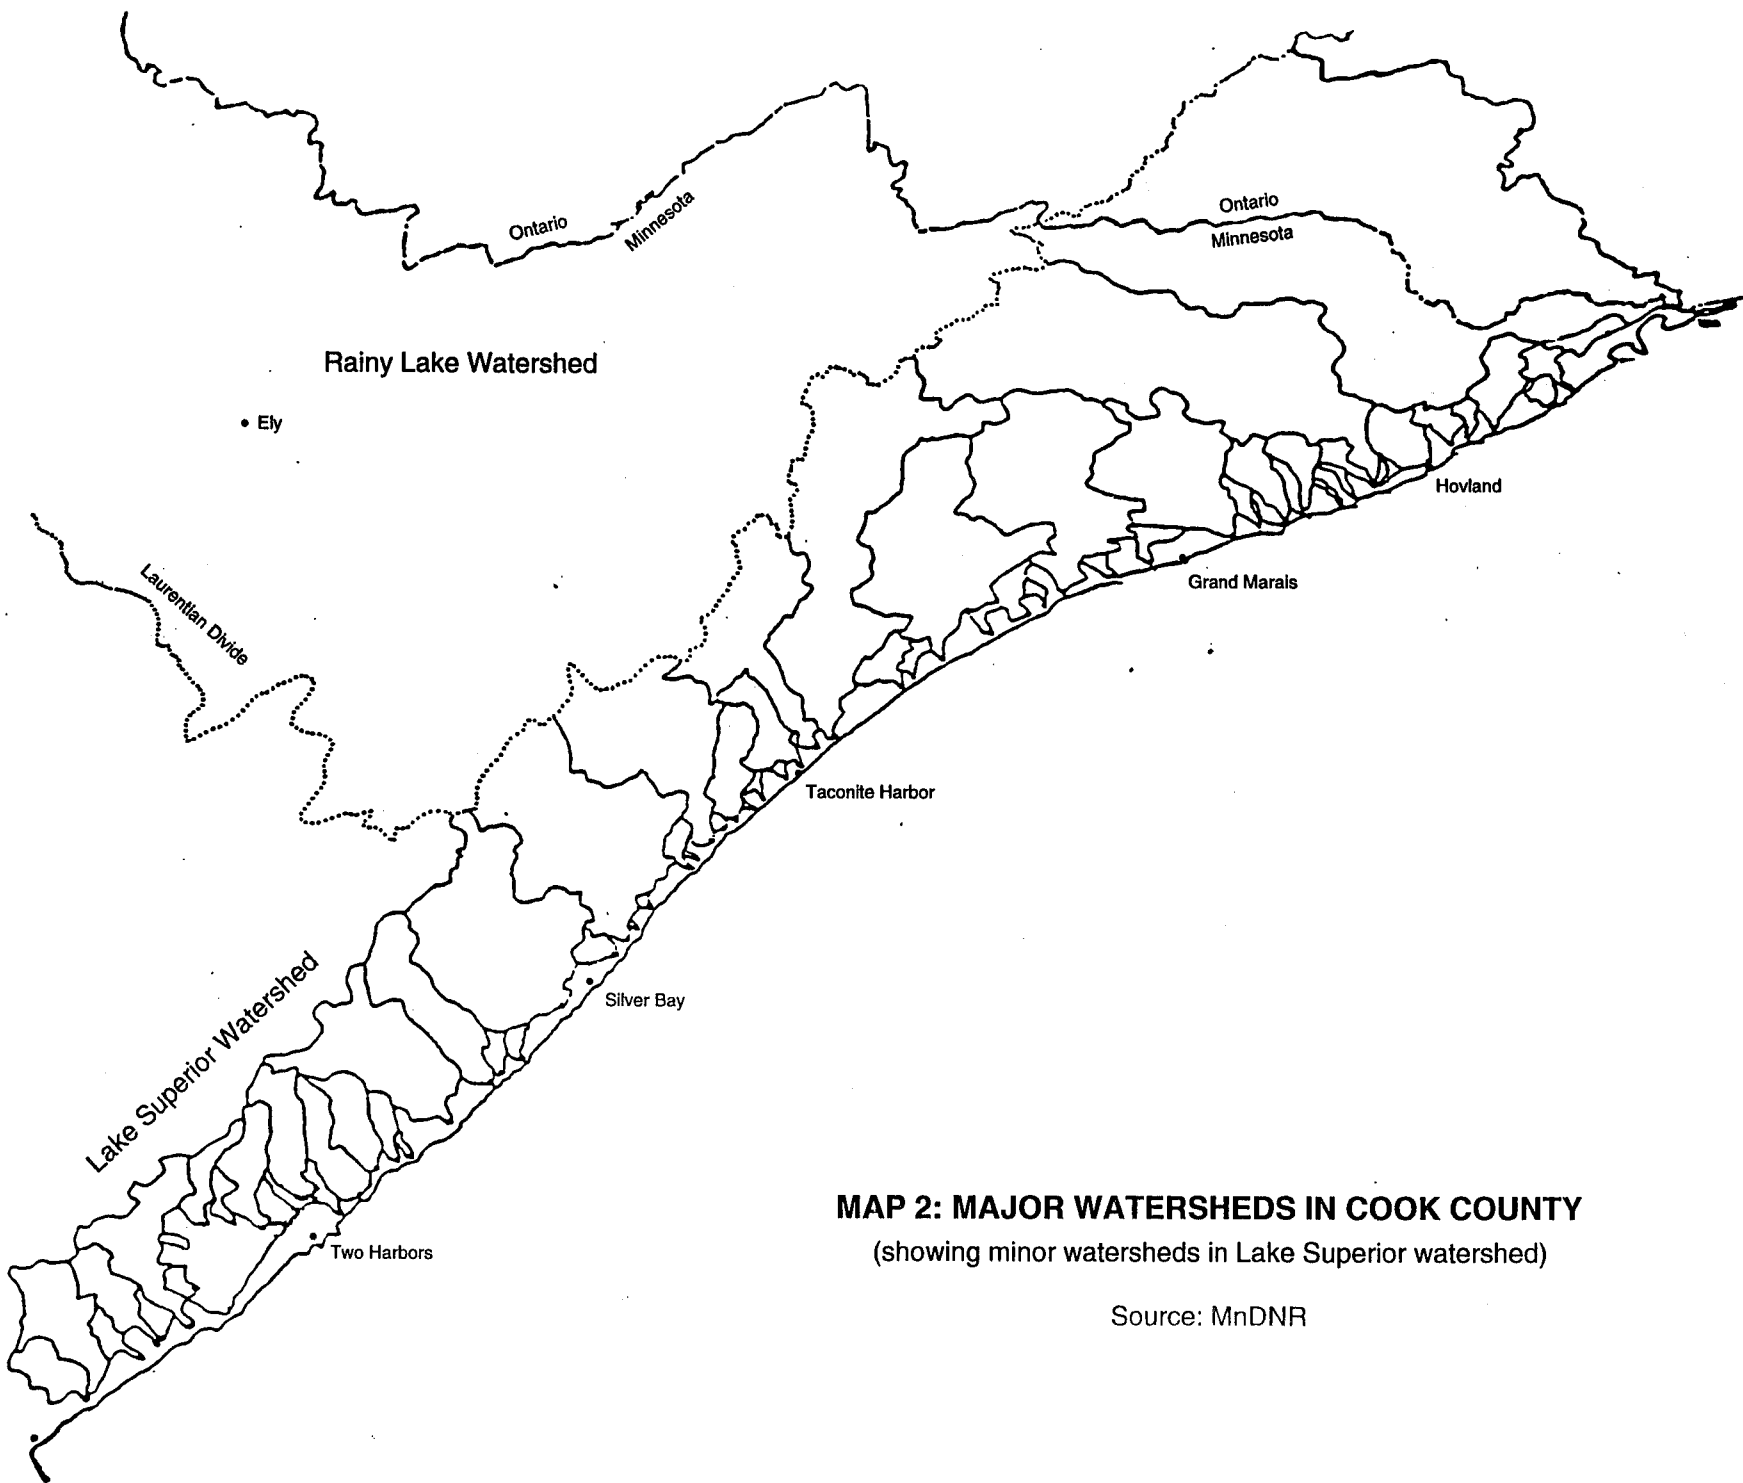 Ontario
Minnesota
Ontario
Minnesota
Rainy Lake Watershed
Ely
Hovland
Laurentian Divide
Grand Marais
Taconite Harbor
Lake Superior Watershed
Silver Bay
Two Harbors
MAP 2: MAJOR WATERSHEDS IN COOK COUNTY
(showing minor watersheds in Lake Superior watershed)
Source: MnDNR